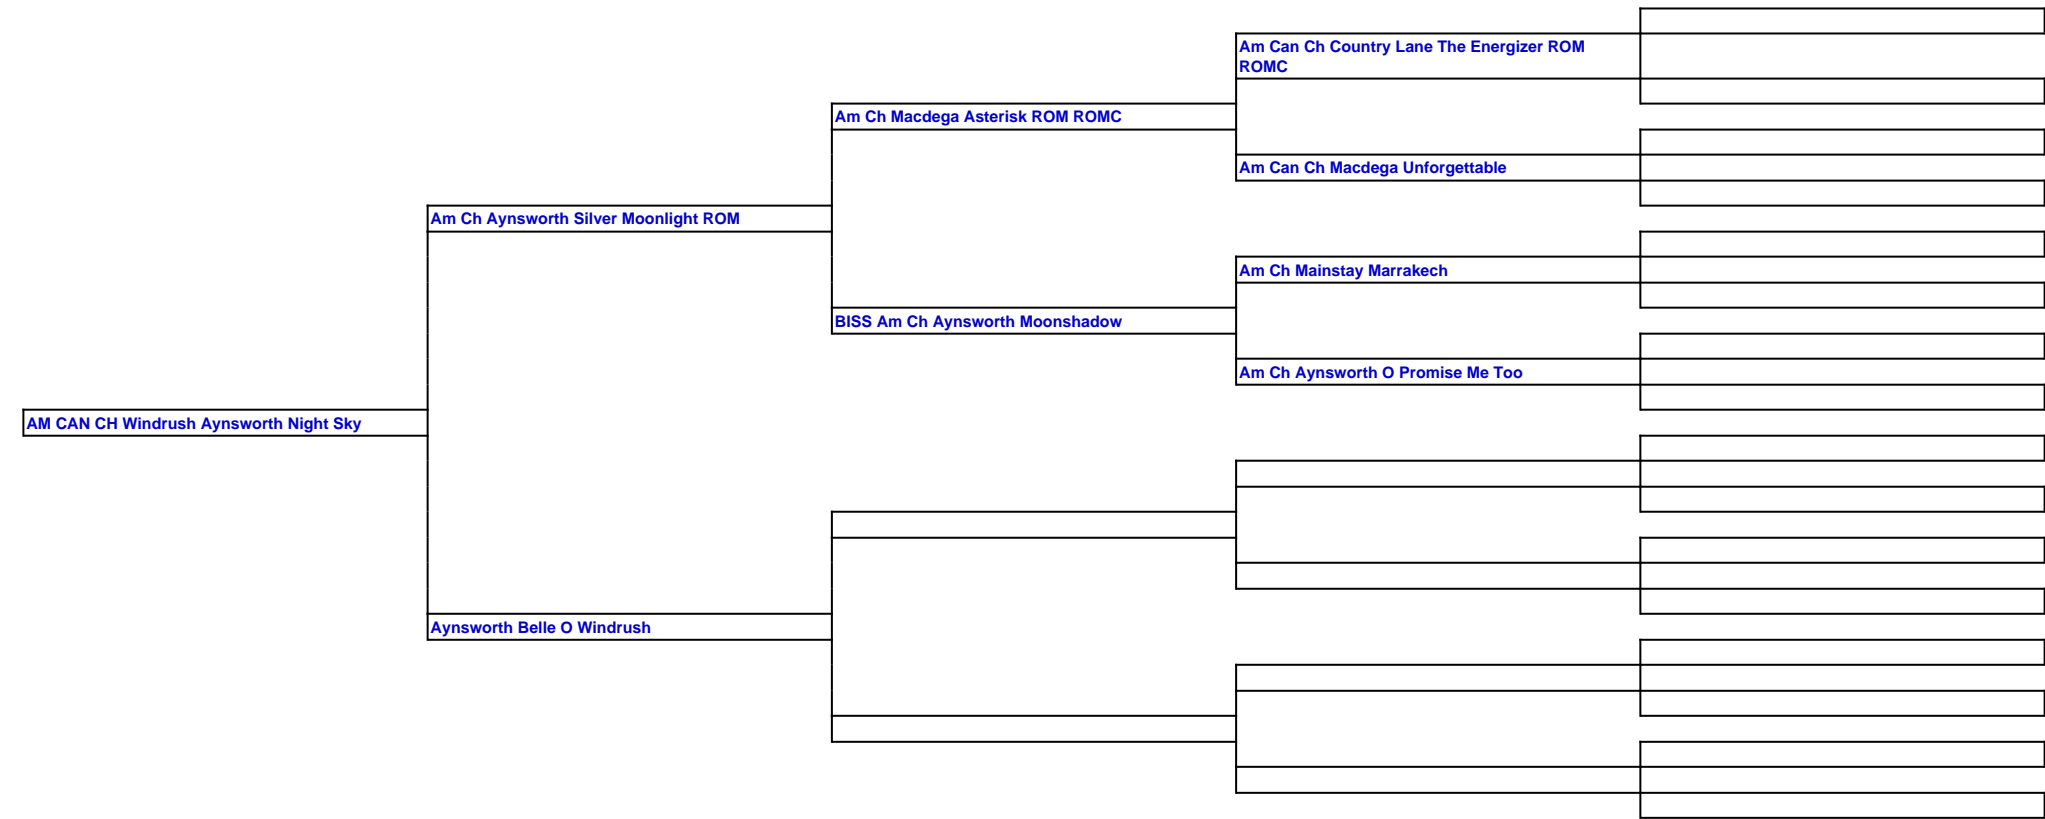 Am Can Ch Country Lane The Energizer ROM
ROMC
Am Ch Macdega Asterisk ROM ROMC
Am Can Ch Macdega Unforgettable
Am Ch Aynsworth Silver Moonlight ROM
Am Ch Mainstay Marrakech
BISS Am Ch Aynsworth Moonshadow
Am Ch Aynsworth O Promise Me Too
AM CAN CH Windrush Aynsworth Night Sky
Aynsworth Belle O Windrush